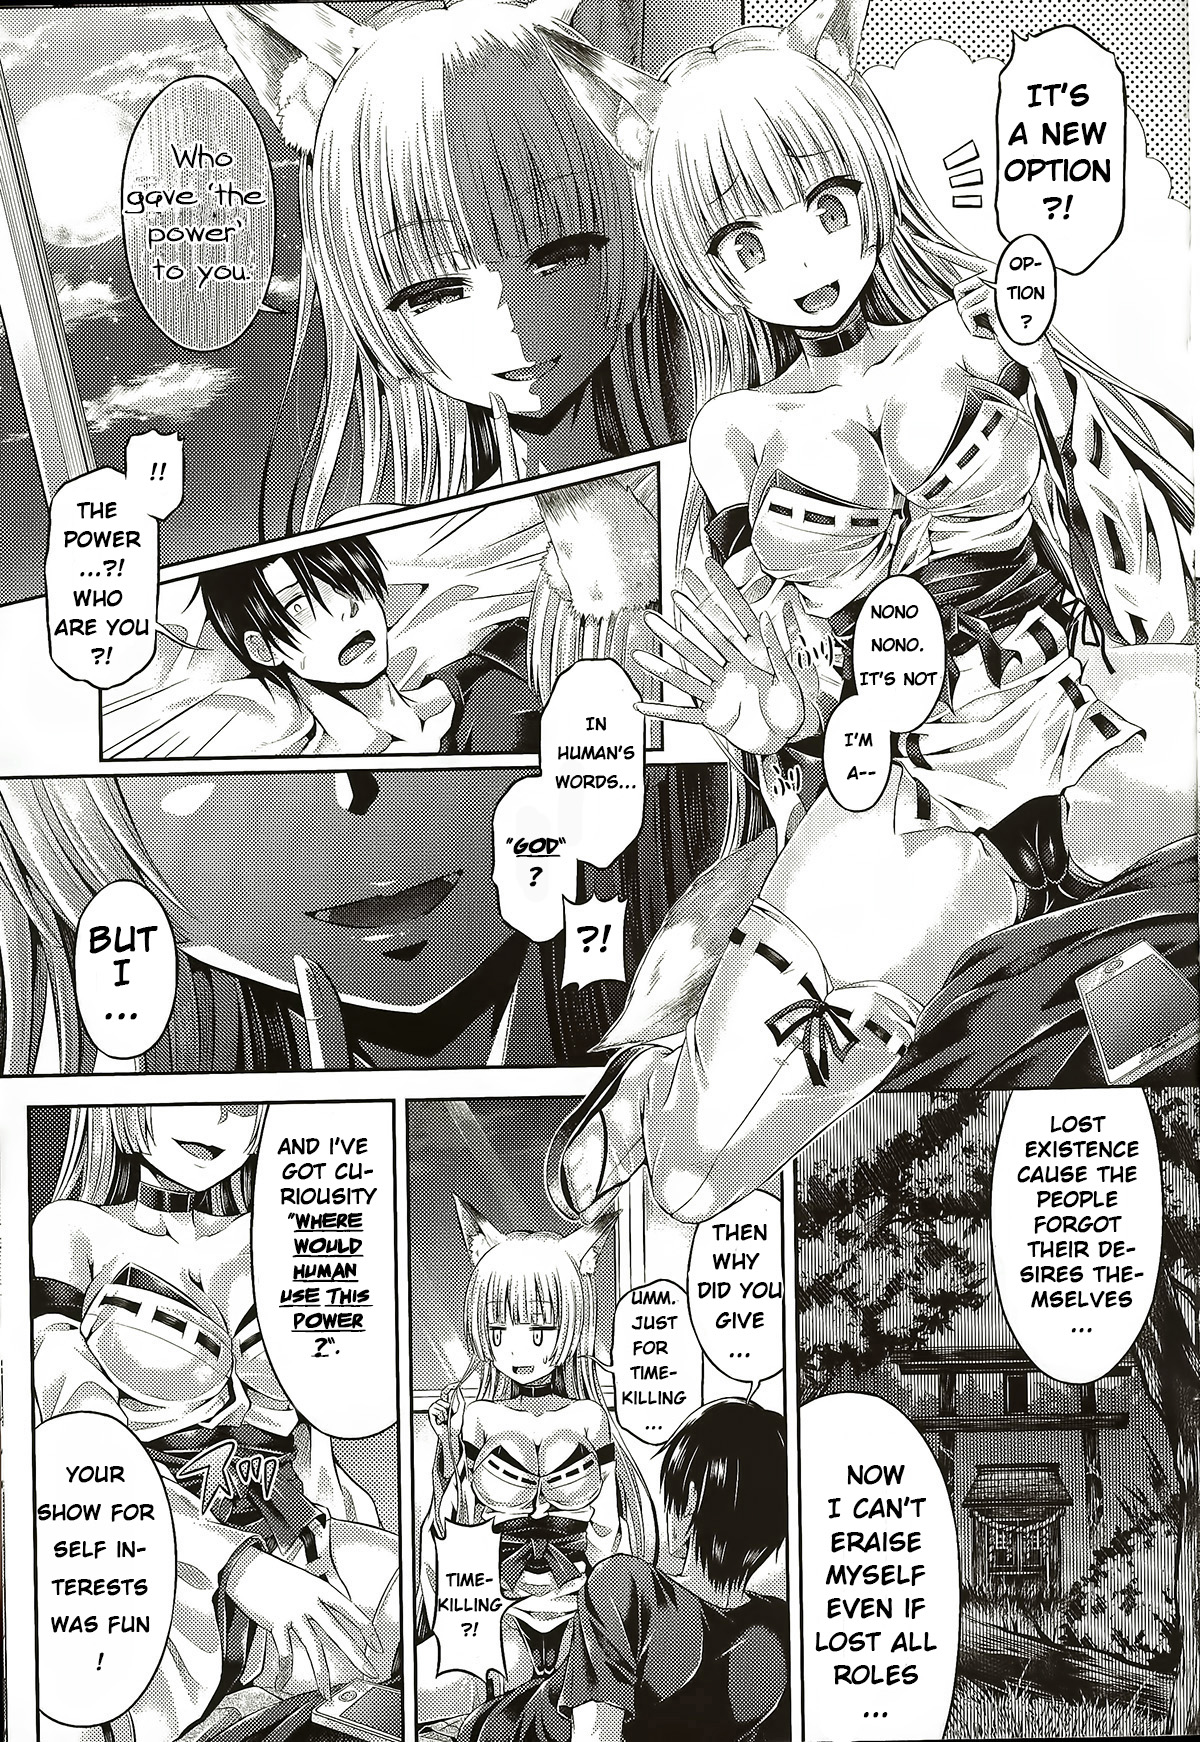 IT'S
A NEW
OPTION
?!
OP-
TION
?
Who
gave 'the
power'
to you.
NONO
NONO.
IT'S NOT
I'M
A--
!!
THE
POWER
...?!
WHO
ARE YOU
?!
IN
HUMAN'S
WORDS...
"GOD"
?
?!
BUT
I
...
LOST
EXISTENCE
CAUSE THE
PEOPLE
FORGOT
THEIR DE-
SIRES THE-
MSELVES
...
NOW
I CAN'T
ERAISE
MYSELF
EVEN IF
LOST ALL
ROLES
...
THEN
WHY
DID YOU
GIVE
...
UMM.
JUST
FOR
TIME-
KILLING
...
TIME-
KILLING
?!
AND I'VE
GOT CU-
RIOUSITY
"WHERE
WOULD
HUMAN
USE THIS
POWER
?".
YOUR
SHOW FOR
SELF IN-
TERESTS
WAS FUN
!